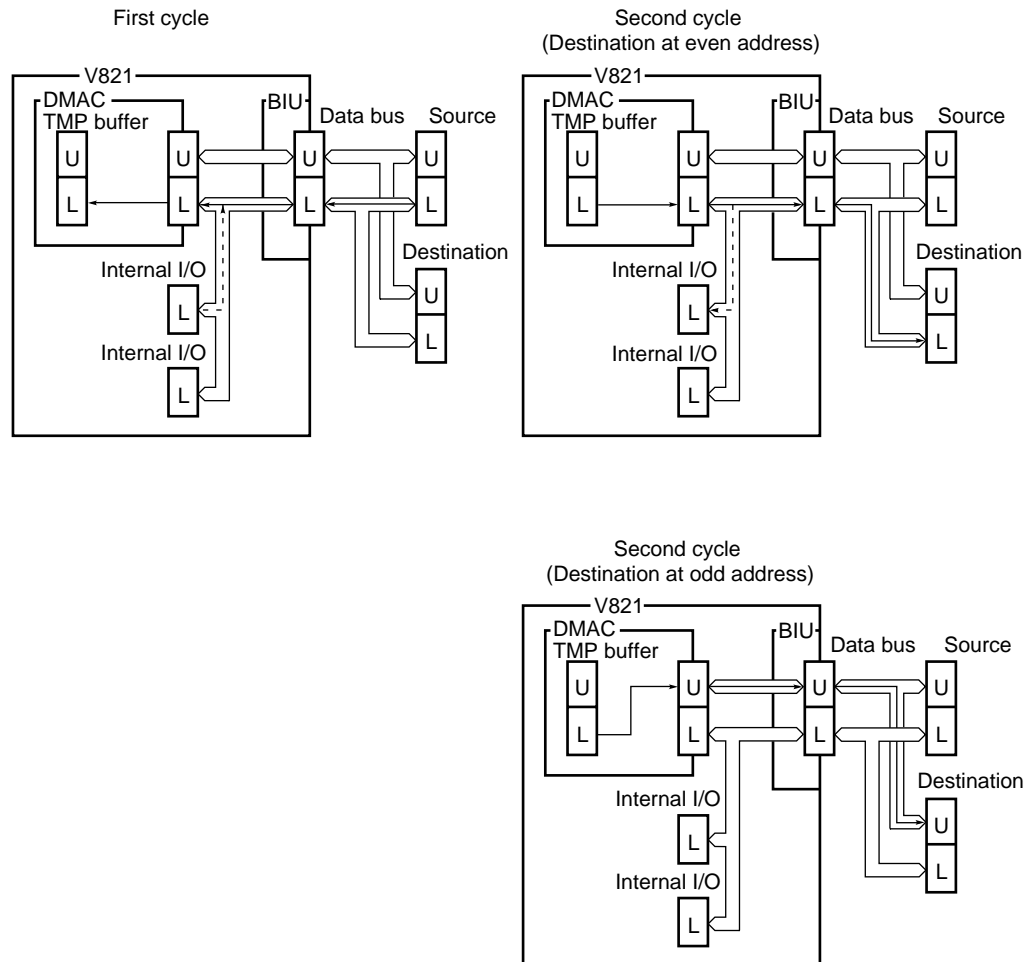 First cycle
V821
DMAC
TMP buffer
BIU
Data bus
Source
U
U
U
U
L
L
L
L
Destination
Internal I/O
U
L
L
Internal I/O
L
Second cycle
(Destination at even address)
V821
DMAC
TMP buffer
BIU
Data bus
Source
U
U
U
U
L
L
L
L
Destination
Internal I/O
U
L
L
Internal I/O
L
Second cycle
(Destination at odd address)
V821
DMAC
TMP buffer
BIU
Data bus
Source
U
U
U
U
L
L
L
L
Destination
Internal I/O
U
L
L
Internal I/O
L